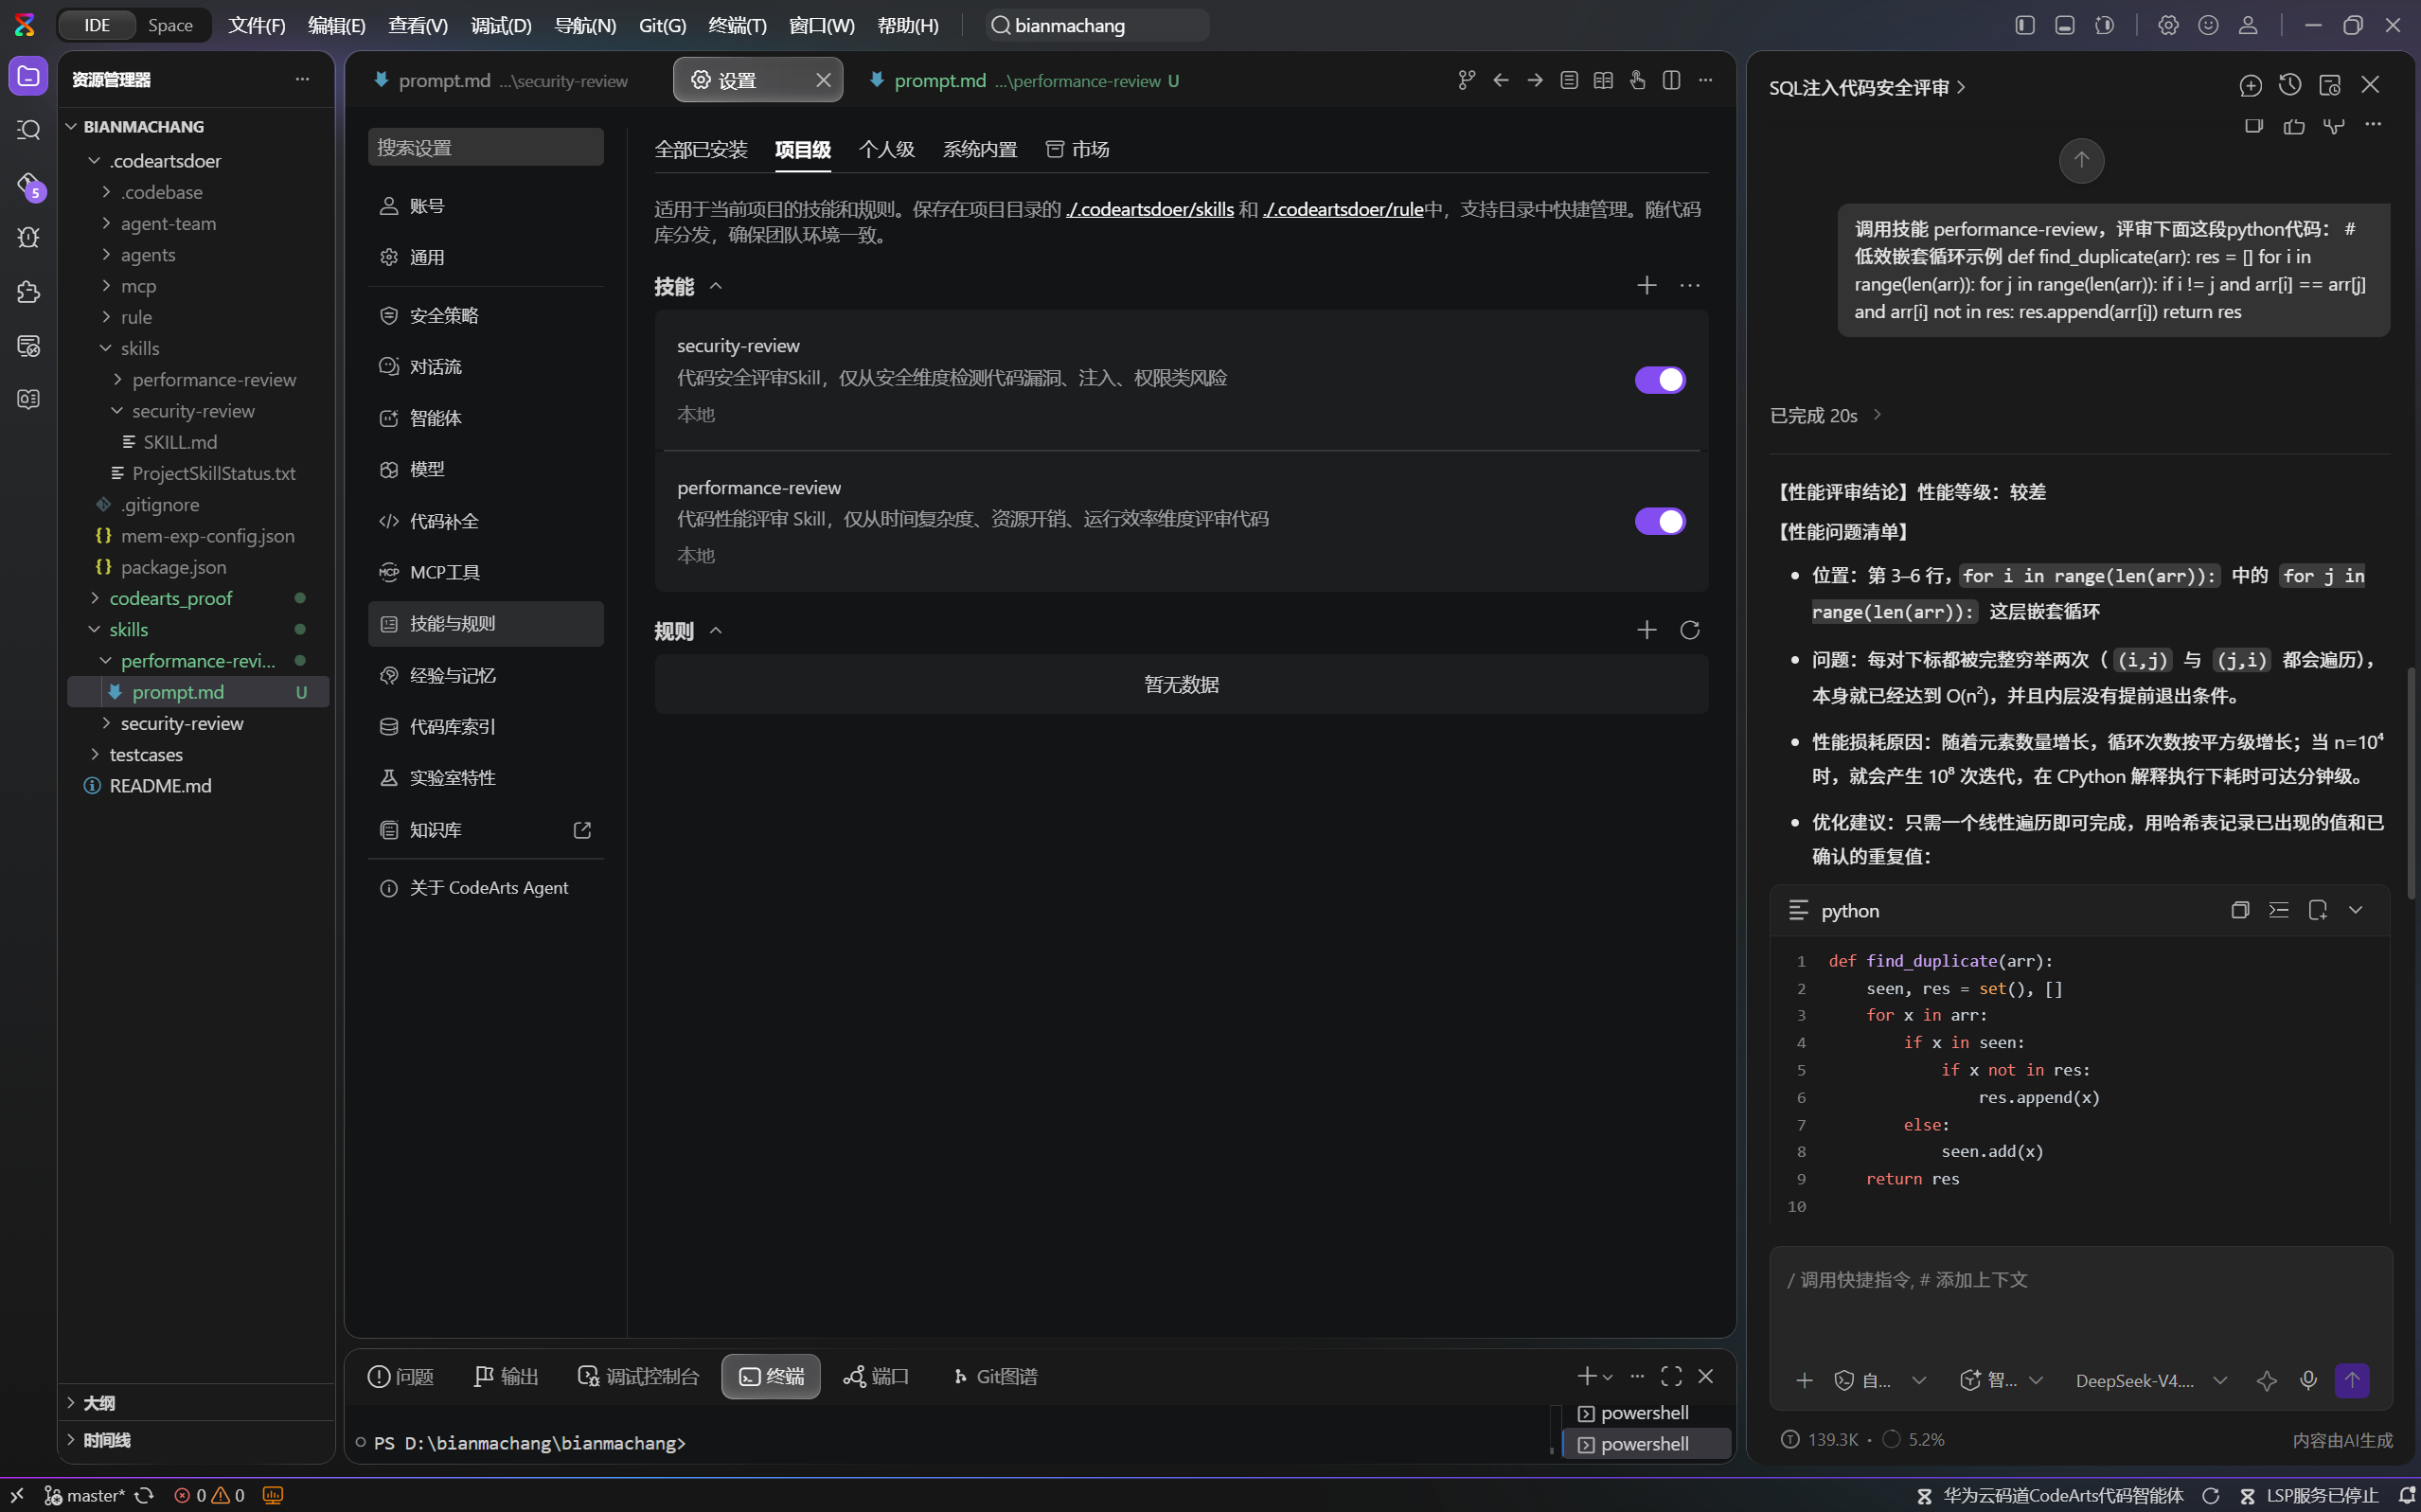 IDE Space 文件(F) 编辑(E) 查看(V) 调试(D) 导航(N) Git(G) 终端(T) 窗口(W) 帮助(H) bianmachang
资源管理器
BIANMACHANG
.codeartsdoer
.codebase
agent-team
agents
mcp
rule
skills
performance-review
security-review
SKILL.md
ProjectSkillStatus.txt
.gitignore
mem-exp-config.json
package.json
codearts_proof
skills
performance-revi...
prompt.md U
security-review
testcases
README.md
大纲
时间线
5
prompt.md ...\security-review
设置
prompt.md ...\performance-review U
搜索设置
账号
通用
安全策略
对话流
智能体
模型
代码补全
MCP工具
技能与规则
经验与记忆
代码库索引
实验室特性
知识库
关于 CodeArts Agent
全部已安装 项目级 个人级 系统内置 市场
适用于当前项目的技能和规则。保存在项目目录的 ./.codeartsdoer/skills 和 ./.codeartsdoer/rule中，支持目录中快捷管理。随代码
库分发，确保团队环境一致。
技能
security-review
代码安全评审Skill，仅从安全维度检测代码漏洞、注入、权限类风险
本地
performance-review
代码性能评审 Skill，仅从时间复杂度、资源开销、运行效率维度评审代码
本地
规则
暂无数据
问题 输出 调试控制台 终端 端口 Git图谱
PS D:\bianmachang\bianmachang>
powershell
powershell
SQL注入代码安全评审
调用技能 performance-review，评审下面这段python代码： #
低效嵌套循环示例 def find_duplicate(arr): res = [] for i in
range(len(arr)): for j in range(len(arr)): if i != j and arr[i] == arr[j]
and arr[i] not in res: res.append(arr[i]) return res
已完成 20s
【性能评审结论】性能等级：较差
【性能问题清单】
位置：第 3–6 行，for i in range(len(arr)): 中的 for j in
range(len(arr)): 这层嵌套循环
问题：每对下标都被完整穷举两次（ (i,j) 与 (j,i) 都会遍历），
本身就已经达到 O(n²)，并且内层没有提前退出条件。
性能损耗原因：随着元素数量增长，循环次数按平方级增长；当 n=10⁴
时，就会产生 10⁸ 次迭代，在 CPython 解释执行下耗时可达分钟级。
优化建议：只需一个线性遍历即可完成，用哈希表记录已出现的值和已
确认的重复值：
python
1 def find_duplicate(arr):
2 seen, res = set(), []
3 for x in arr:
4 if x in seen:
5 if x not in res:
6 res.append(x)
7 else:
8 seen.add(x)
9 return res
10
/ 调用快捷指令, # 添加上下文
自... 智... DeepSeek-V4....
139.3K · 5.2% 内容由AI生成
master* 0 0 华为云码道CodeArts代码智能体 LSP服务已停止